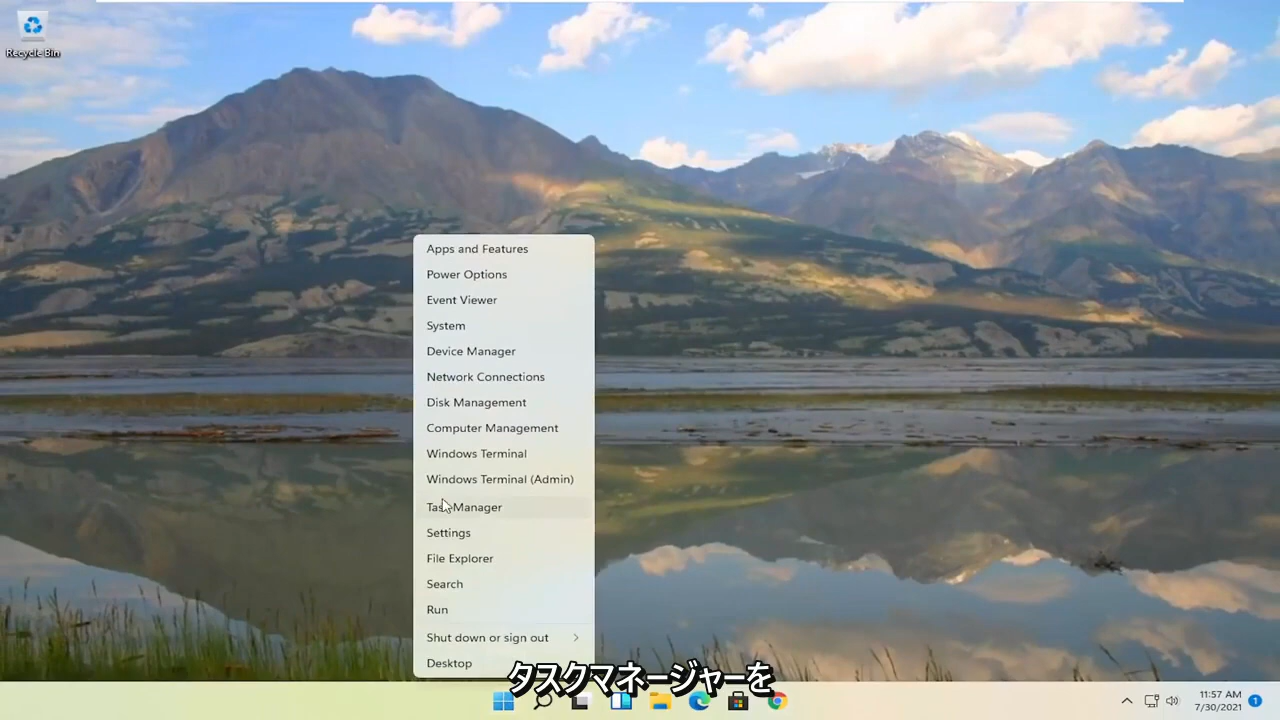 Recycle Bin
Apps and Features
Power Options
Event Viewer
System
Device Manager
Network Connections
Disk Management
Computer Management
Windows Terminal
Windows Terminal (Admin)
Task Manager
Settings
File Explorer
Search
Run
Shut down or sign out
Desktop
タスクマネージャーを
11:57 AM
7/30/2021
1